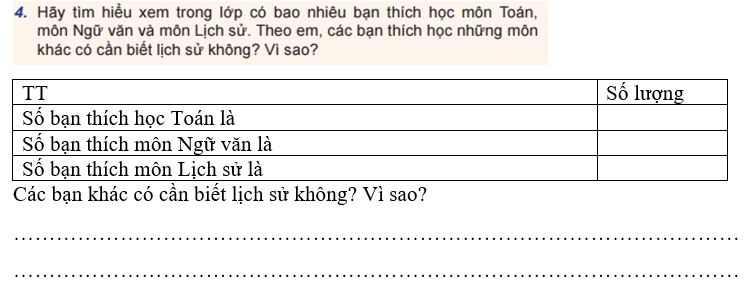 4. Hãy tìm hiểu xem trong lớp có bao nhiêu bạn thích học môn Toán,
môn Ngữ văn và môn Lịch sử. Theo em, các bạn thích học những môn
khác có cần biết lịch sử không? Vì sao?
TT Số lượng
Số bạn thích học Toán là
Số bạn thích môn Ngữ văn là
Số bạn thích môn Lịch sử là
Các bạn khác có cần biết lịch sử không? Vì sao?